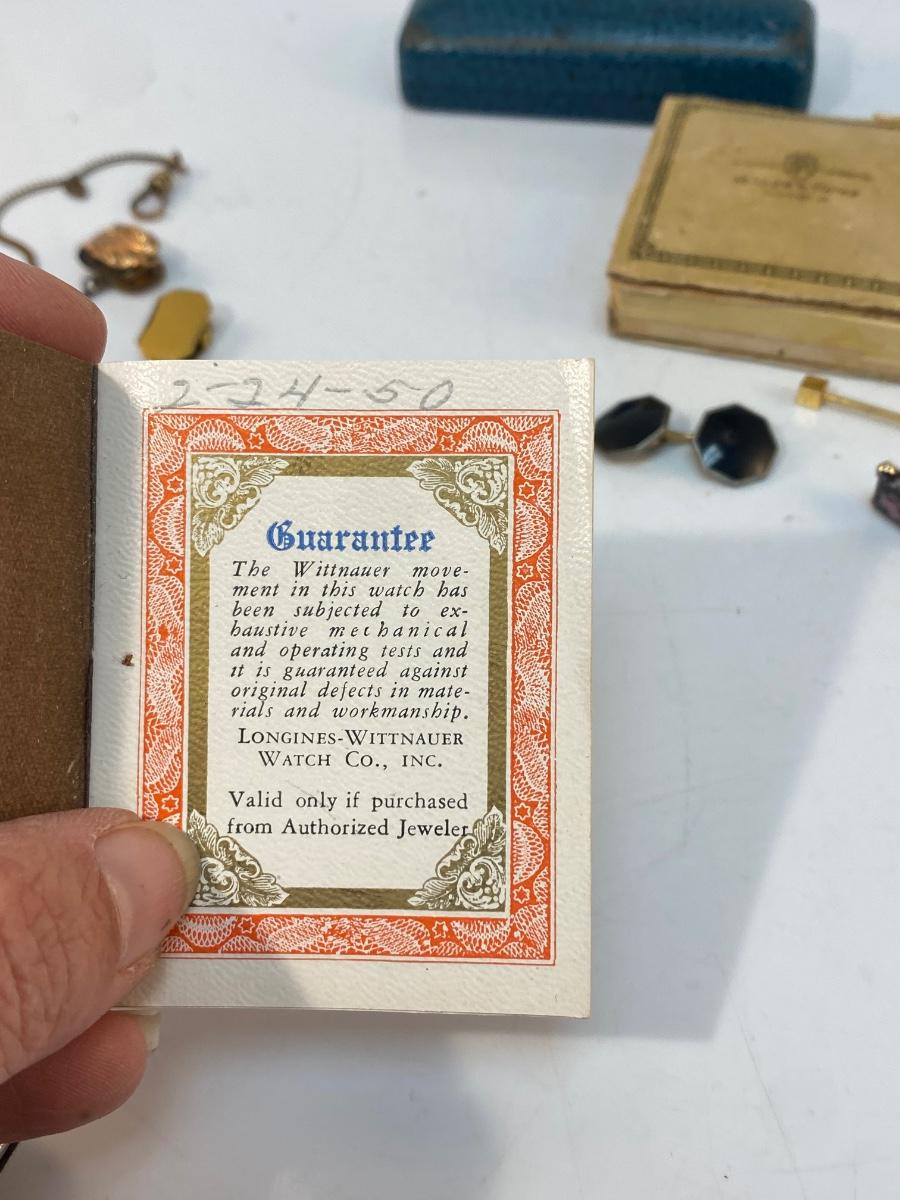 2-24-50
Guarantee
The Wittnauer move-
ment in this watch has
been subjected to ex-
haustive mechanical
and operating tests and
it is guaranteed against
original defects in mate-
rials and workmanship.
LONGINES-WITTNAUER
WATCH CO., INC.
Valid only if purchased
from Authorized Jeweler